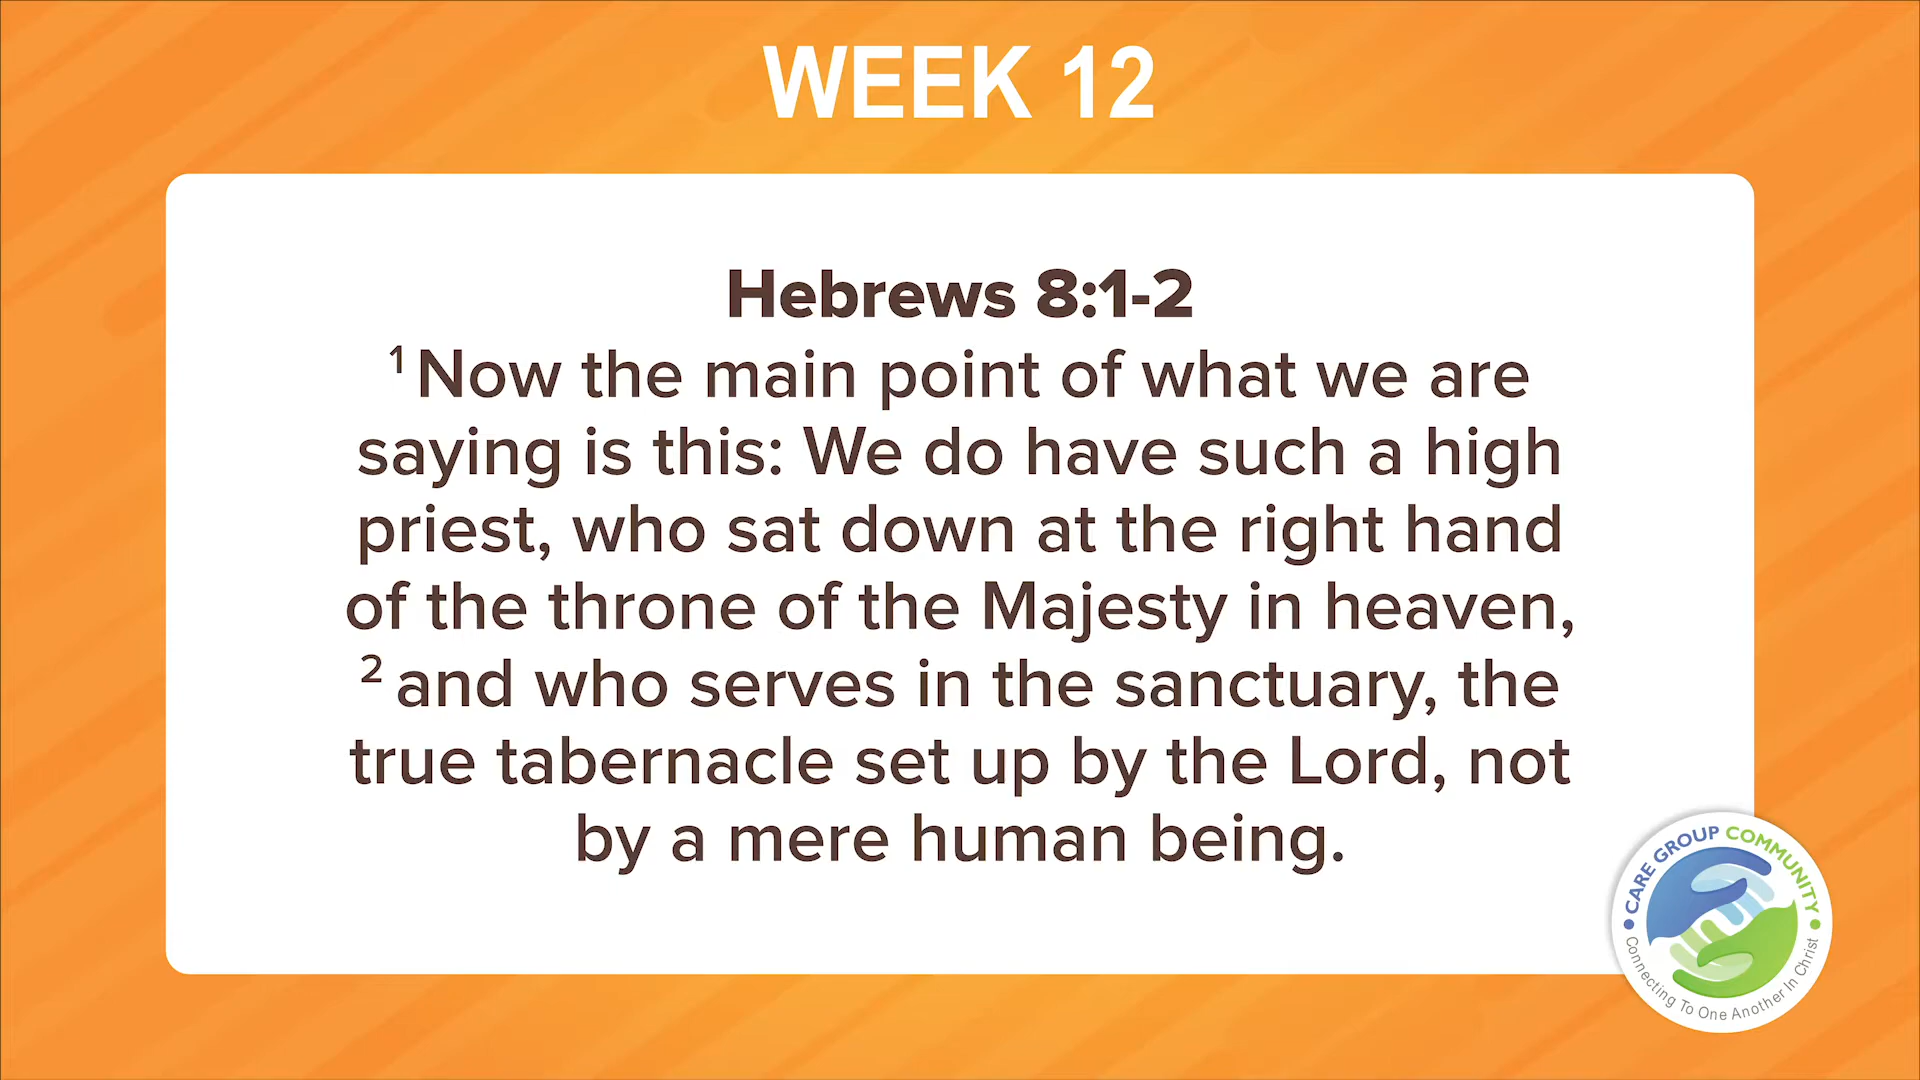 WEEK 12
Hebrews 8:1-2
1 Now the main point of what we are
saying is this: We do have such a high
priest, who sat down at the right hand
of the throne of the Majesty in heaven,
2 and who serves in the sanctuary, the
true tabernacle set up by the Lord, not
by a mere human being.
• CARE GROUP COMMUNITY •
Connecting To One Another In Christ